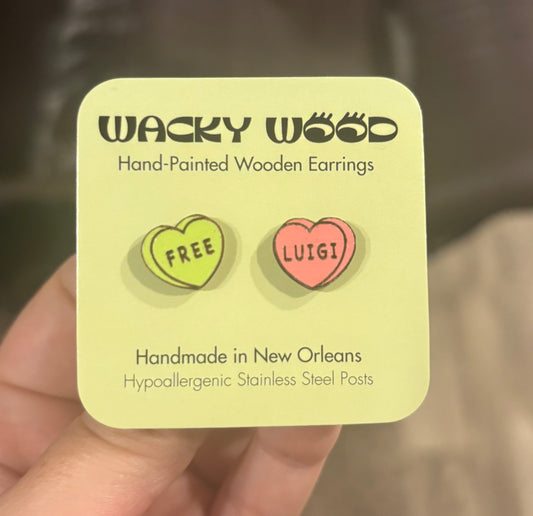 WACKY WOOD
Hand-Painted Wooden Earrings
FREE
LUIGI
Handmade in New Orleans
Hypoallergenic Stainless Steel Posts